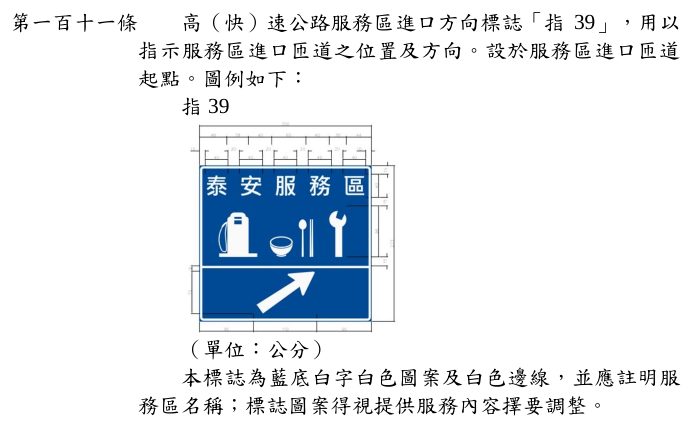 第一百十一條　高（快）速公路服務區進口方向標誌「指 39」，用以
指示服務區進口匝道之位置及方向。設於服務區進口匝道
起點。圖例如下：
指 39
泰安服務區
（單位：公分）
本標誌為藍底白字白色圖案及白色邊線，並應註明服
務區名稱；標誌圖案得視提供服務內容擇要調整。